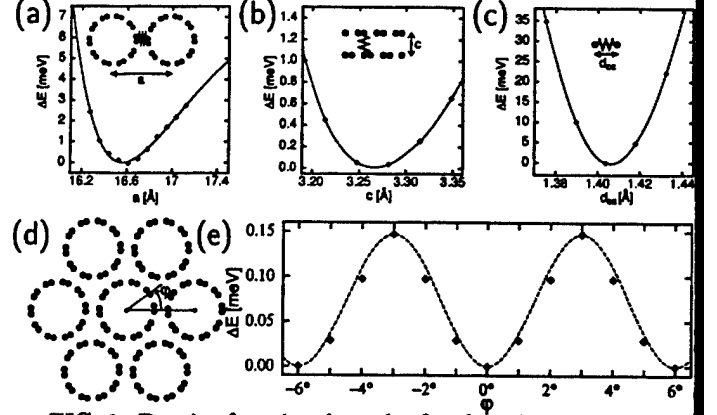 (a)
7
6
5
4
3
2
1
0
ΔE [meV]
a
16.2 16.6 17 17.4
a [Å]
(b)
1.4
1.2
1.0
0.8
0.6
0.4
0.2
0.0
ΔE [meV]
c
3.20 3.25 3.30 3.35
c [Å]
(c)
35
30
25
20
15
10
5
0
ΔE [meV]
d_cc
1.38 1.40 1.42 1.44
d_cc [Å]
(d)
φ
(e)
0.15
0.10
0.05
0.00
ΔE [meV]
−6° −4° −2° 0° 2° 4° 6°
φ